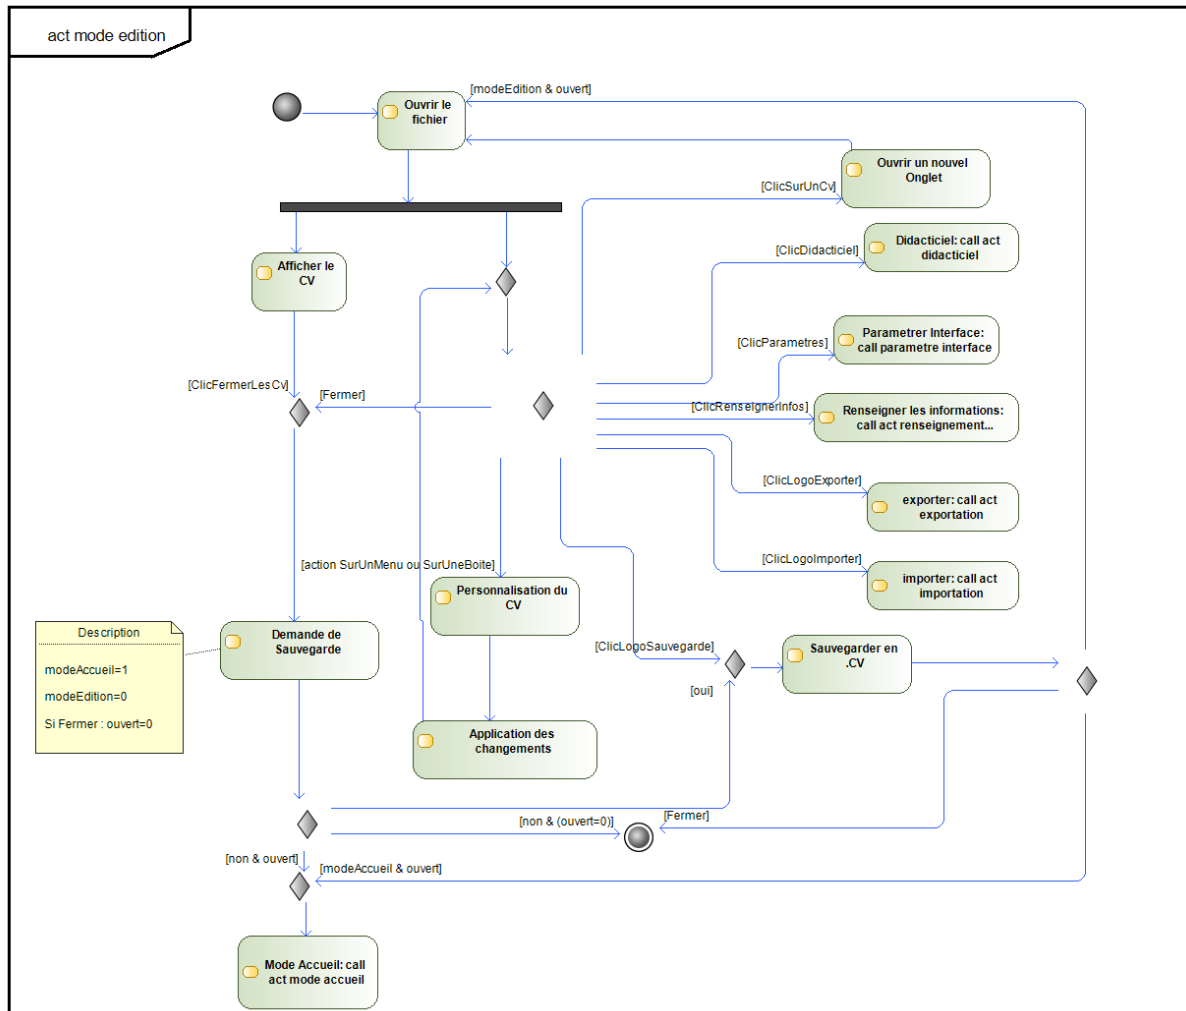 act mode edition
[modeEdition & ouvert]
Ouvrir le
fichier
Ouvrir un nouvel
Onglet
[ClicSurUnCv]
Didacticiel: call act
didacticiel
[ClicDidacticiel]
Afficher le
CV
Parametrer Interface:
call parametre interface
[ClicParametres]
[ClicFermerLesCv]
[Fermer]
[ClicRenseignerInfos]
Renseigner les informations:
call act renseignement...
[ClicLogoExporter]
exporter: call act
exportation
[ClicLogoImporter]
importer: call act
importation
[action SurUnMenu ou SurUneBoite]
Personnalisation du
CV
Description
modeAccueil=1
modeEdition=0
Si Fermer : ouvert=0
Demande de
Sauvegarde
[ClicLogoSauvegarde]
Sauvegarder en
.CV
[oui]
Application des
changements
[non & (ouvert=0)]
[Fermer]
[non & ouvert]
[modeAccueil & ouvert]
Mode Accueil: call
act mode accueil